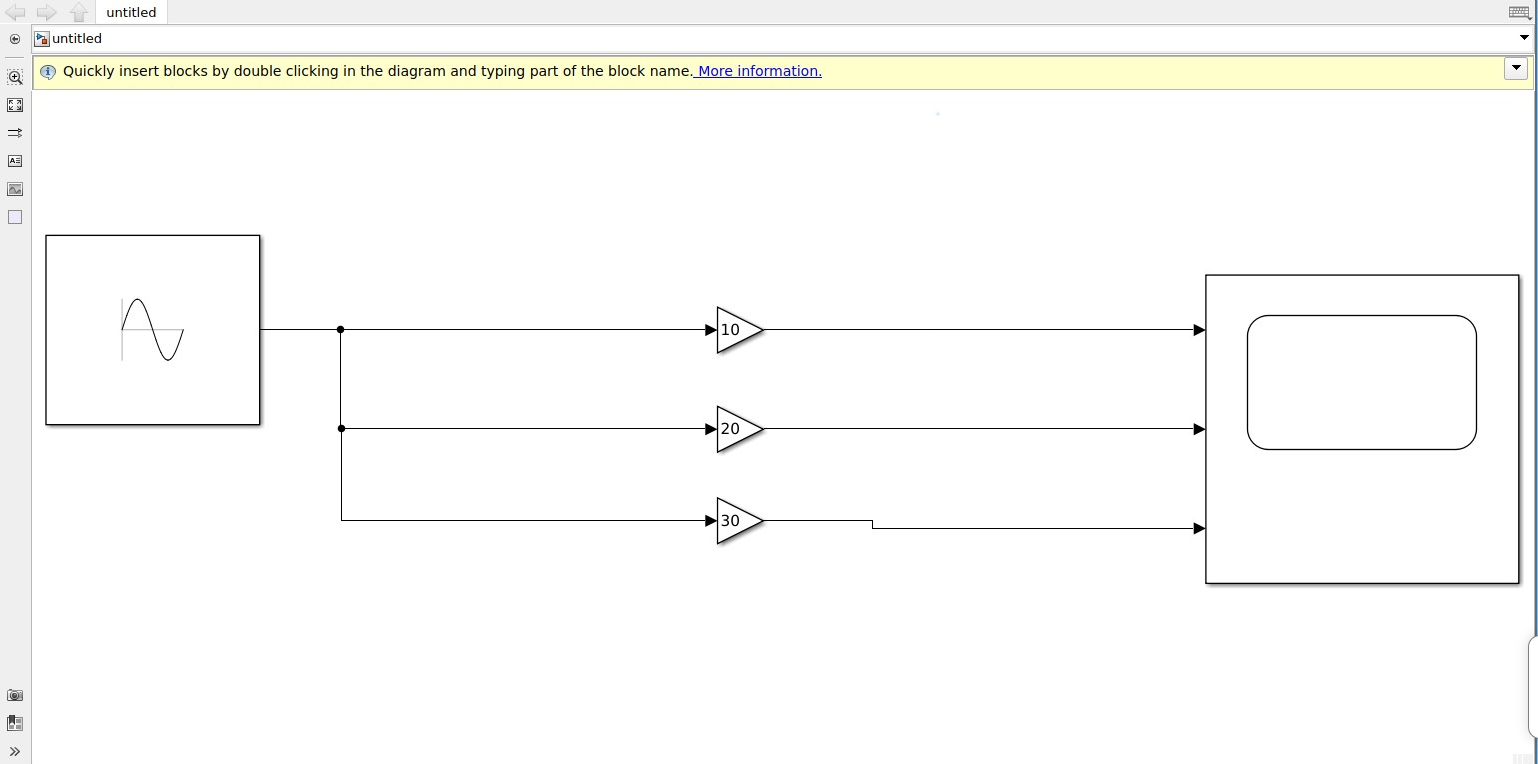 untitled
untitled
Quickly insert blocks by double clicking in the diagram and typing part of the block name. More information.
10
20
30